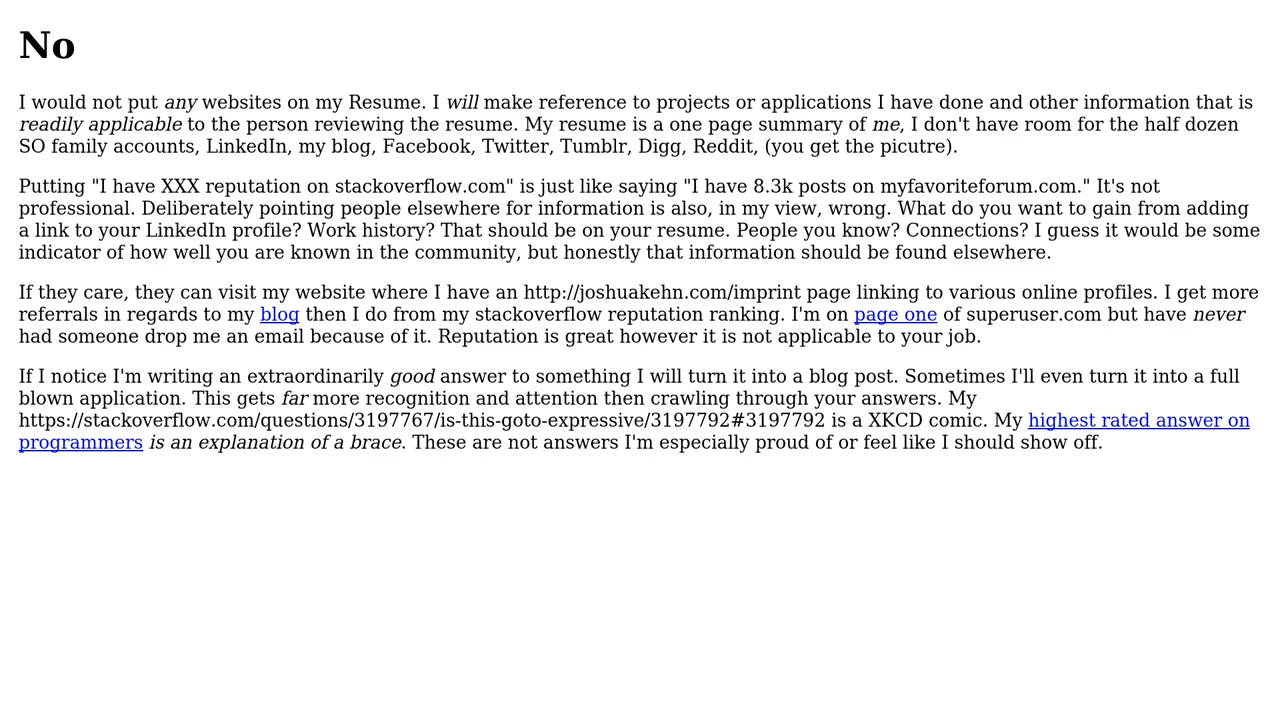 No
I would not put any websites on my Resume. I will make reference to projects or applications I have done and other information that is
readily applicable to the person reviewing the resume. My resume is a one page summary of me, I don't have room for the half dozen
SO family accounts, LinkedIn, my blog, Facebook, Twitter, Tumblr, Digg, Reddit, (you get the picutre).
Putting "I have XXX reputation on stackoverflow.com" is just like saying "I have 8.3k posts on myfavoriteforum.com." It's not
professional. Deliberately pointing people elsewhere for information is also, in my view, wrong. What do you want to gain from adding
a link to your LinkedIn profile? Work history? That should be on your resume. People you know? Connections? I guess it would be some
indicator of how well you are known in the community, but honestly that information should be found elsewhere.
If they care, they can visit my website where I have an http://joshuakehn.com/imprint page linking to various online profiles. I get more
referrals in regards to my blog then I do from my stackoverflow reputation ranking. I'm on page one of superuser.com but have never
had someone drop me an email because of it. Reputation is great however it is not applicable to your job.
If I notice I'm writing an extraordinarily good answer to something I will turn it into a blog post. Sometimes I'll even turn it into a full
blown application. This gets far more recognition and attention then crawling through your answers. My
https://stackoverflow.com/questions/3197767/is-this-goto-expressive/3197792#3197792 is a XKCD comic. My highest rated answer on
programmers is an explanation of a brace. These are not answers I'm especially proud of or feel like I should show off.